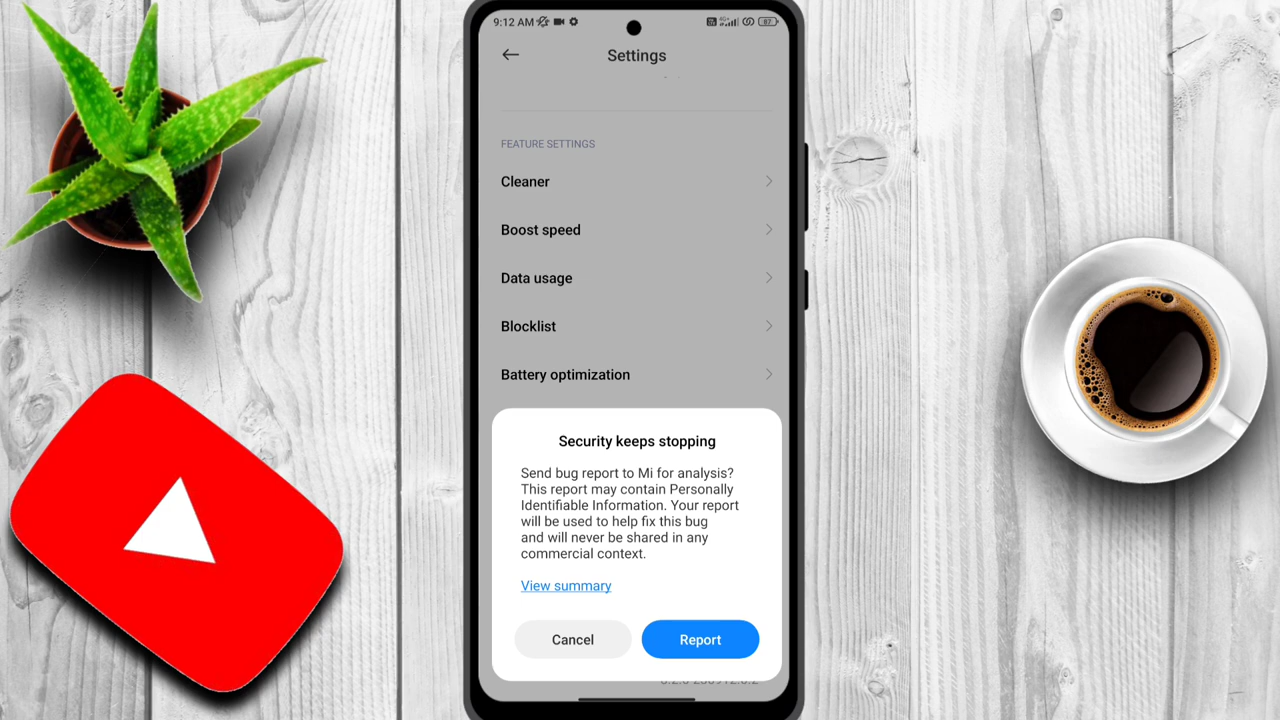 9:12 AM
87
Settings
FEATURE SETTINGS
Cleaner
Boost speed
Data usage
Blocklist
Battery optimization
Security keeps stopping
Send bug report to Mi for analysis?
This report may contain Personally
Identifiable Information. Your report
will be used to help fix this bug
and will never be shared in any
commercial context.
View summary
Cancel
Report